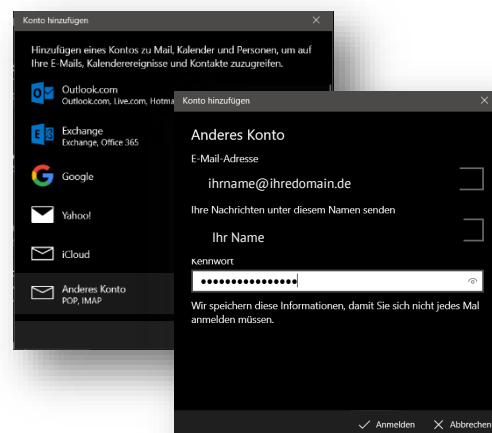 Konto hinzufügen
Hinzufügen eines Kontos zu Mail, Kalender und Personen, um auf
Ihre E-Mails, Kalenderereignisse und Kontakte zuzugreifen.
Outlook.com
Outlook.com, Live.com,
Exchange
Exchange, Office 365
Google
Yahoo!
iCloud
Anderes Konto
POP, IMAP
Konto hinzufügen
Anderes Konto
E-Mail-Adresse
ihrname@ihredomain.de
Ihre Nachrichten unter diesem Namen senden
Ihr Name
Kennwort
Wir speichern diese Informationen, damit Sie sich nicht jedes Mal
anmelden müssen.
Anmelden
Abbrechen